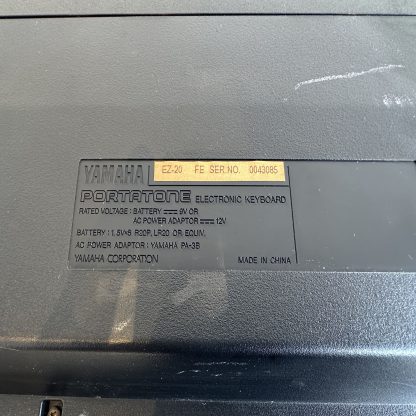 YAMAHA EZ-20 FE SER.NO. 0043085
PORTATONE ELECTRONIC KEYBOARD
RATED VOLTAGE : BATTERY ⎓ 9V OR
AC POWER ADAPTOR ⎓ 12V
BATTERY : 1.5V×6 R20P, LR20 OR EQUIV.
AC POWER ADAPTOR : YAMAHA PA-3B
YAMAHA CORPORATION MADE IN CHINA